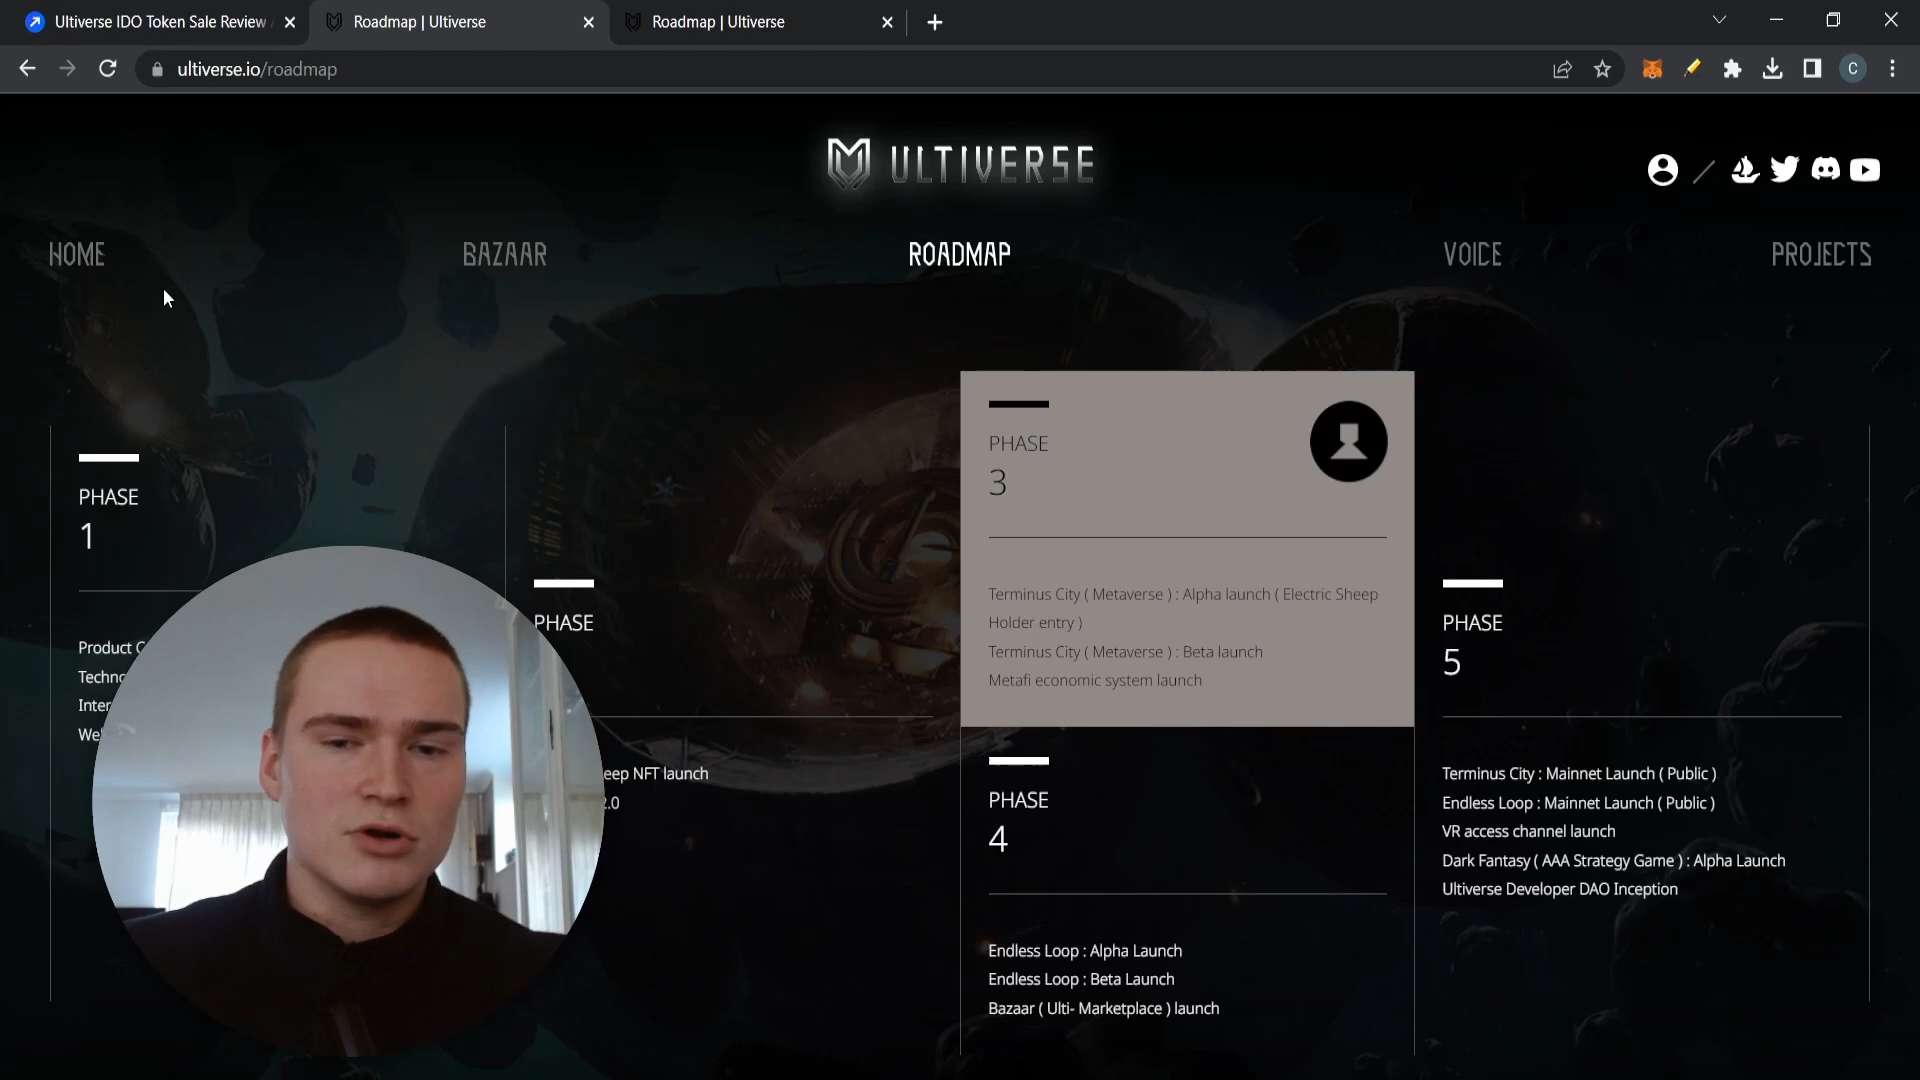 Ultiverse IDO Token Sale Review
Roadmap | Ultiverse
Roadmap | Ultiverse
ultiverse.io/roadmap
C
ULTIVERSE
HOME
BAZAAR
ROADMAP
VOICE
PROJECTS
PHASE
1
Product
PHASE
eep NFT launch
2.0
PHASE
3
Terminus City ( Metaverse ) : Alpha launch ( Electric Sheep
Holder entry )
Terminus City ( Metaverse ) : Beta launch
Metafi economic system launch
PHASE
4
Endless Loop : Alpha Launch
Endless Loop : Beta Launch
Bazaar ( Ulti- Marketplace ) launch
PHASE
5
Terminus City : Mainnet Launch ( Public )
Endless Loop : Mainnet Launch ( Public )
VR access channel launch
Dark Fantasy ( AAA Strategy Game ) : Alpha Launch
Ultiverse Developer DAO Inception